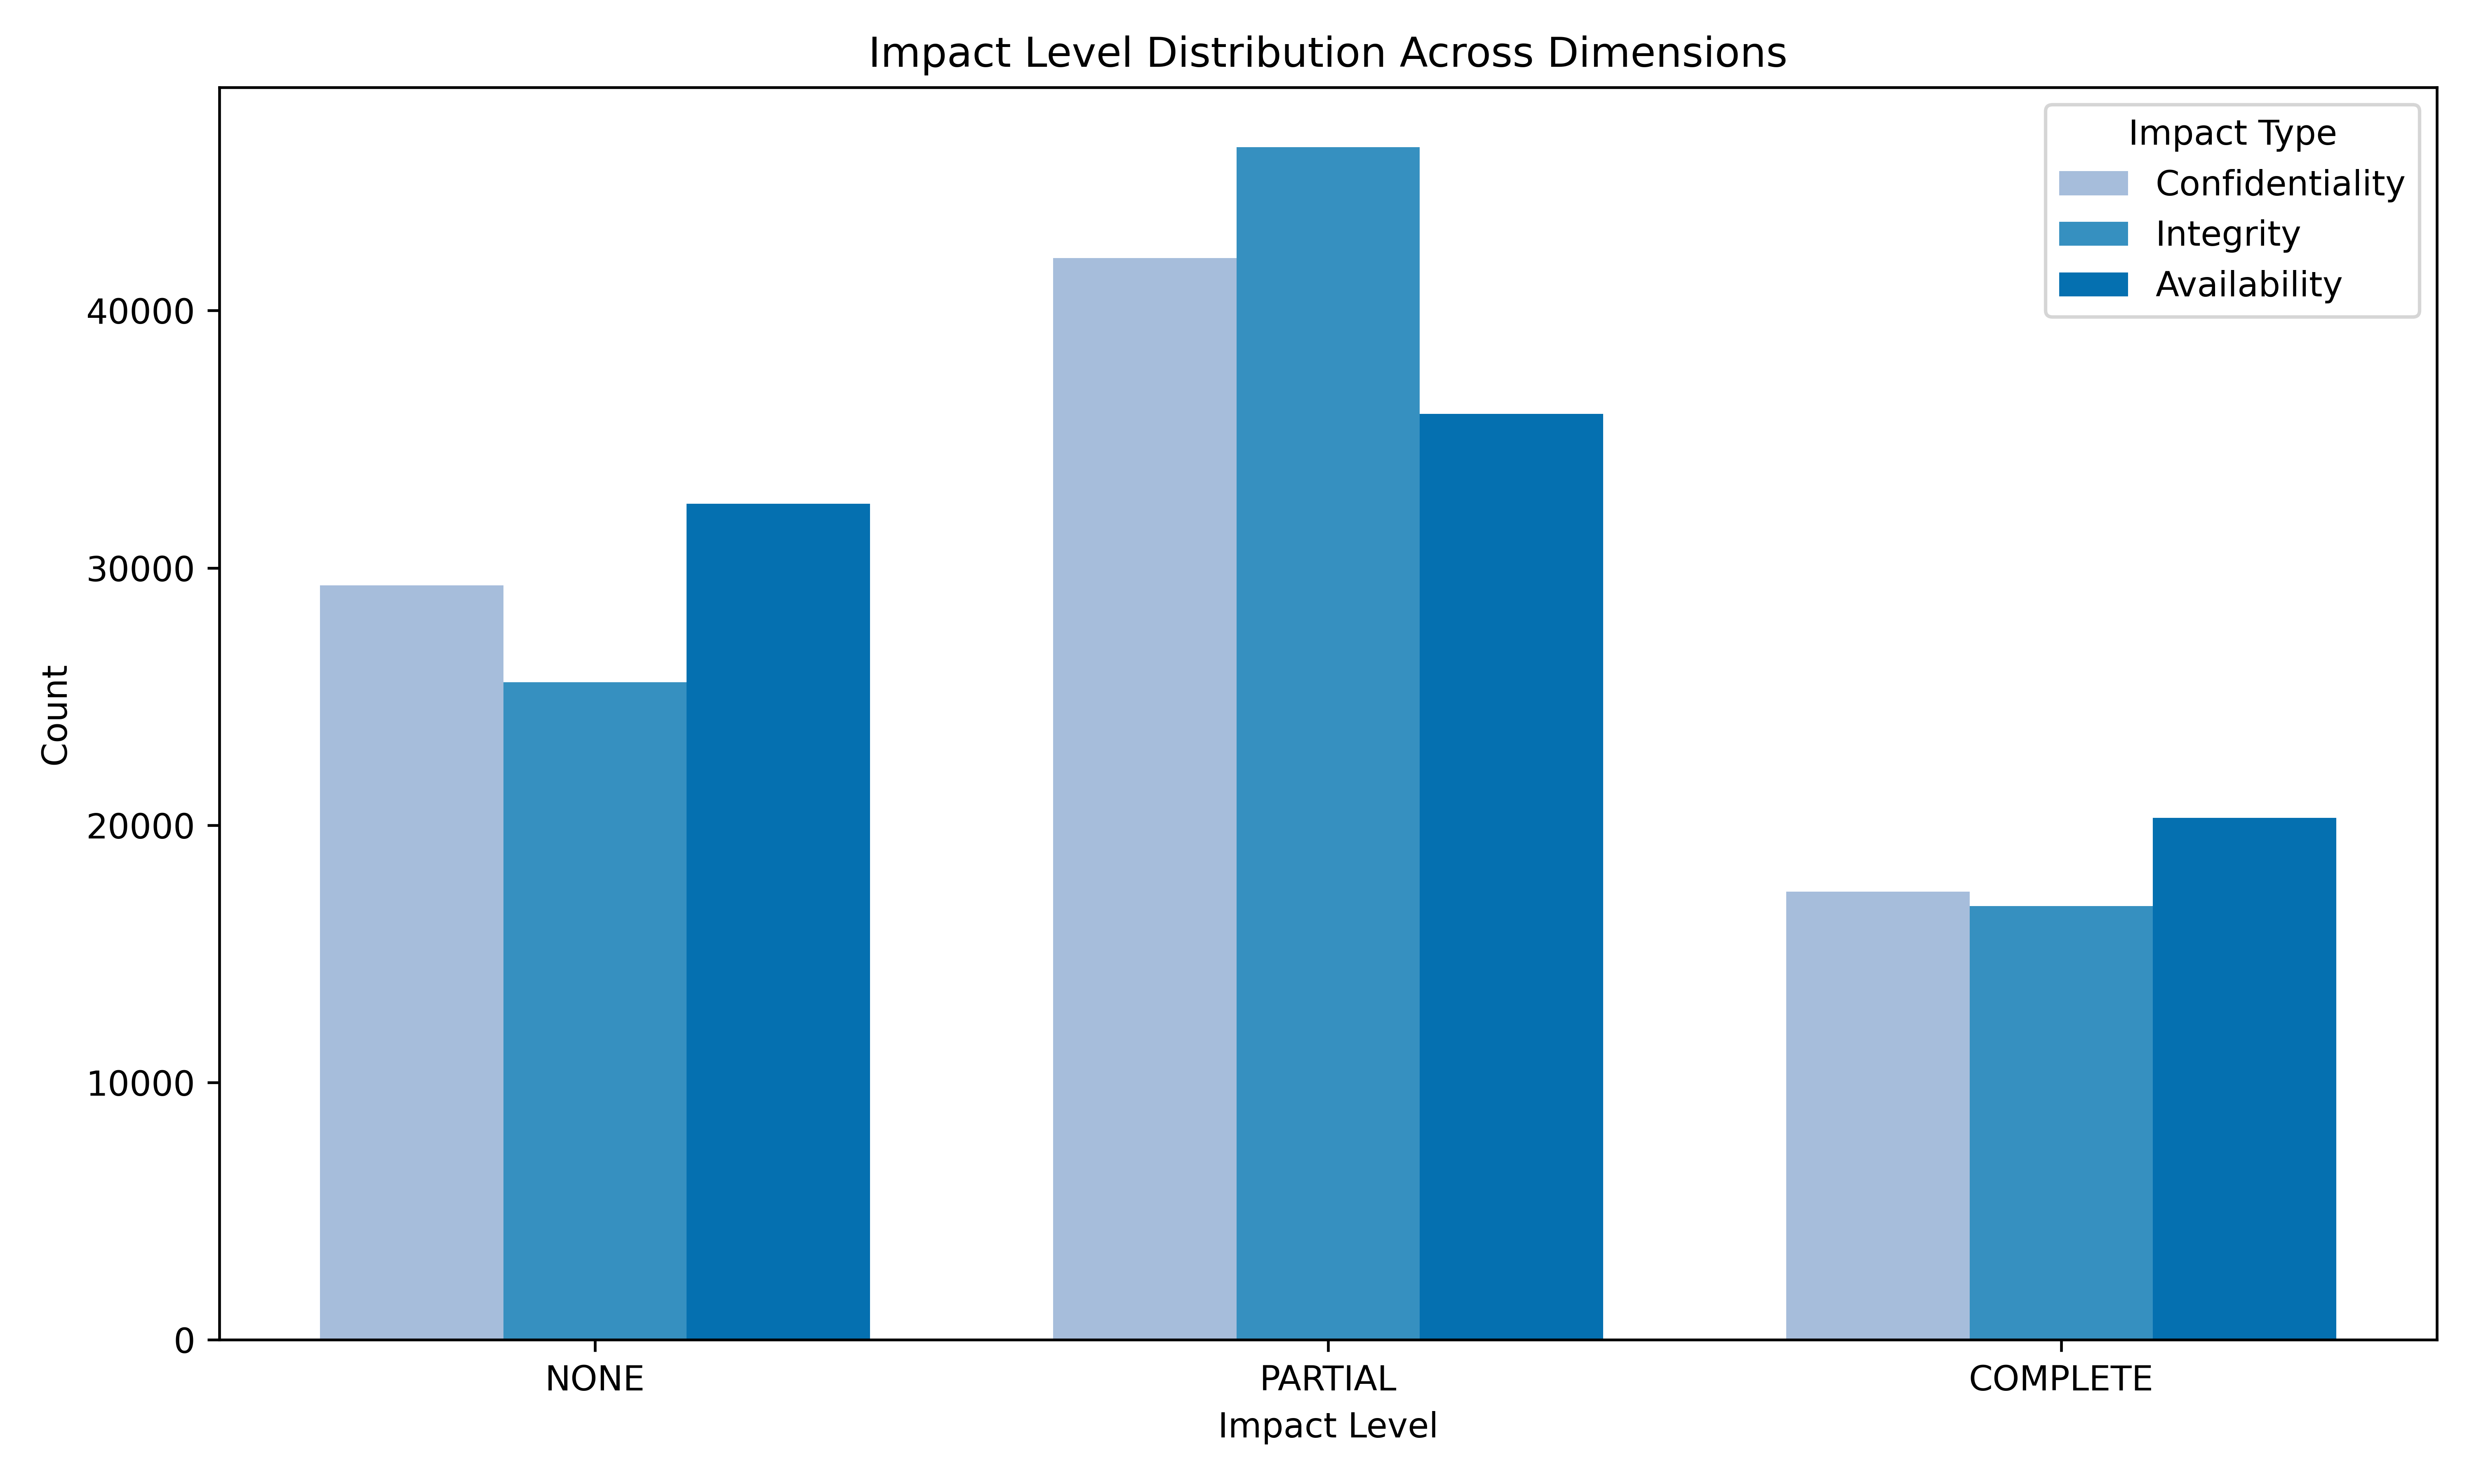 Impact Level Distribution Across Dimensions
Impact Type
Confidentiality
Integrity
Availability
Count
40000
30000
20000
10000
0
NONE
PARTIAL
COMPLETE
Impact Level